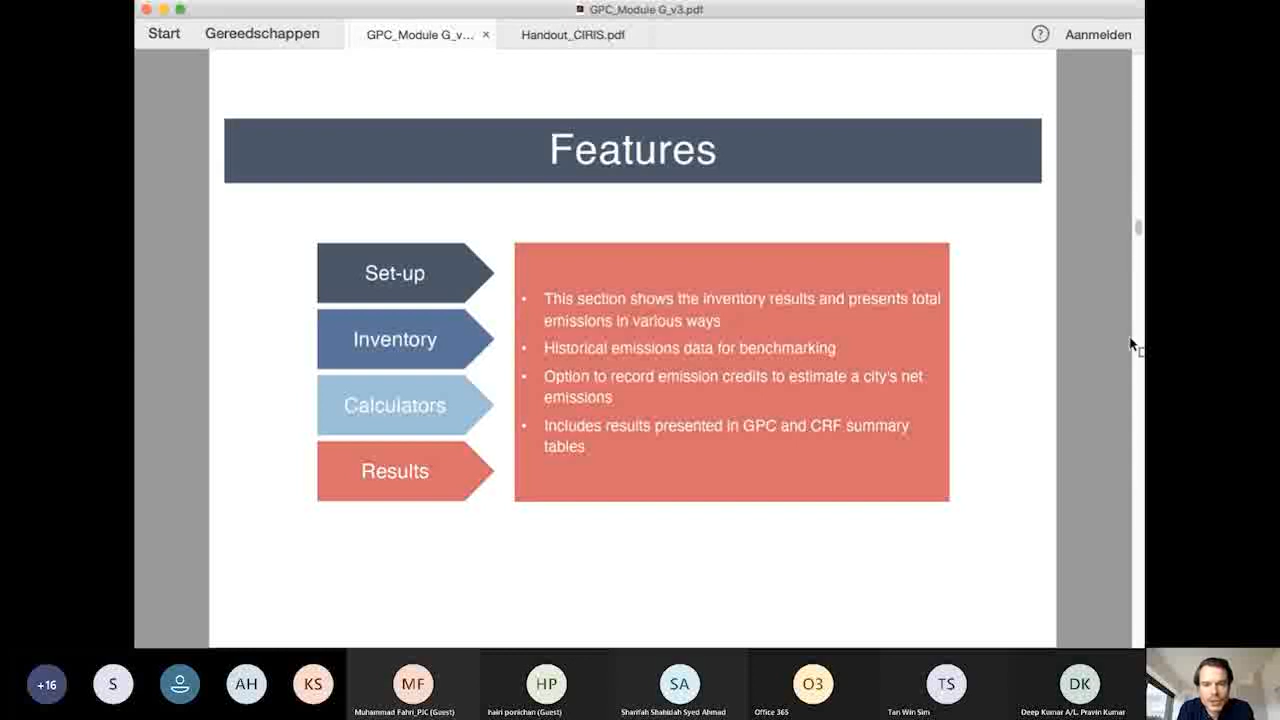 GPC_Module G_v3.pdf
Start Gereedschappen GPC_Module G_v... × Handout_CIRIS.pdf ? Aanmelden
Features
Set-up
Inventory
Calculators
Results
• This section shows the inventory results and presents total
emissions in various ways
• Historical emissions data for benchmarking
• Option to record emission credits to estimate a city's net
emissions
• Includes results presented in GPC and CRF summary
tables
+16 S AH KS MF HP SA O3 TS DK
Muhammad Fahri_PJC (Guest) hairi ponichan (Guest) Sharifah Shahidah Syed Ahmad Office 365 Tan Win Sim Deep Kumar A/L. Pravin Kumar